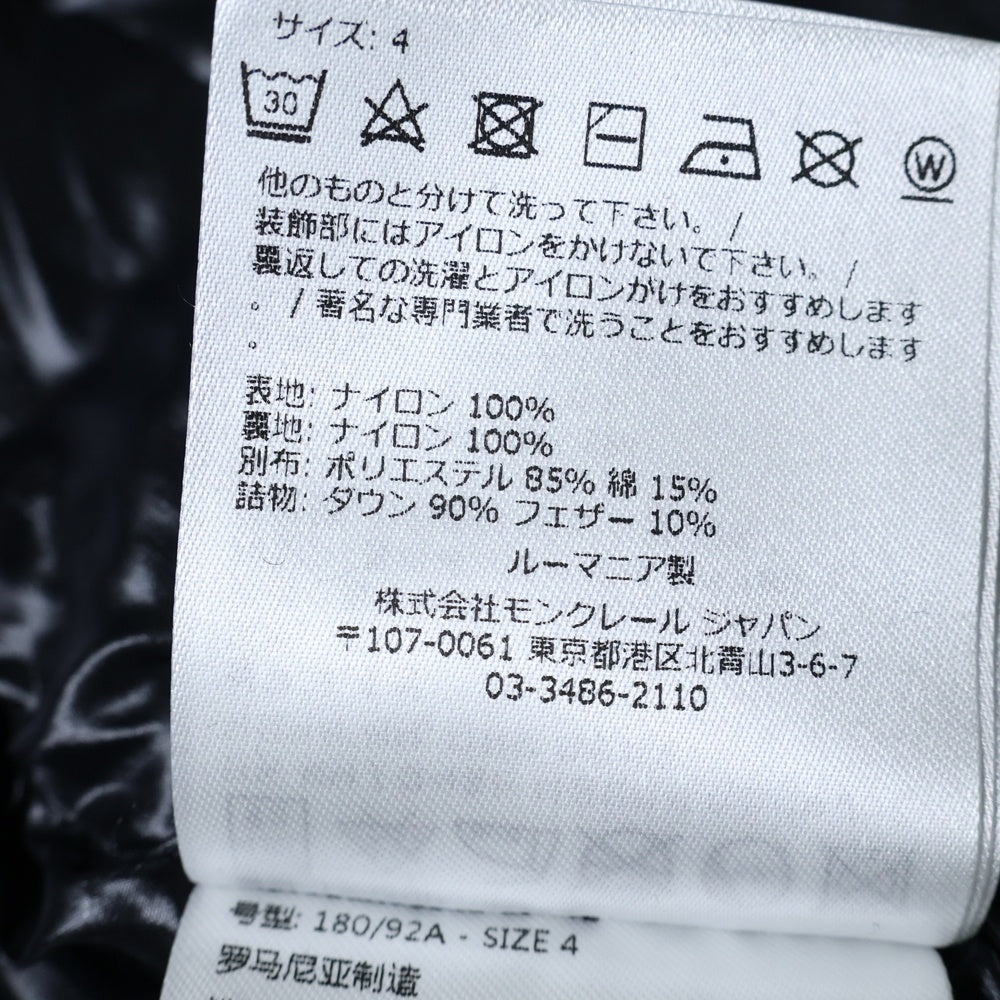 サイズ: 4
30
W
他のものと分けて洗って下さい。 /
装飾部にはアイロンをかけないで下さい。 /
裏返しての洗濯とアイロンがけをおすすめします
。 / 著名な専門業者で洗うことをおすすめします
。
表地: ナイロン 100%
裏地: ナイロン 100%
別布: ポリエステル 85% 綿 15%
詰物: ダウン 90% フェザー 10%
ルーマニア製
株式会社モンクレール ジャパン
〒107-0061 東京都港区北青山3-6-7
03-3486-2110
号型: 180/92A - SIZE 4
罗马尼亚制造